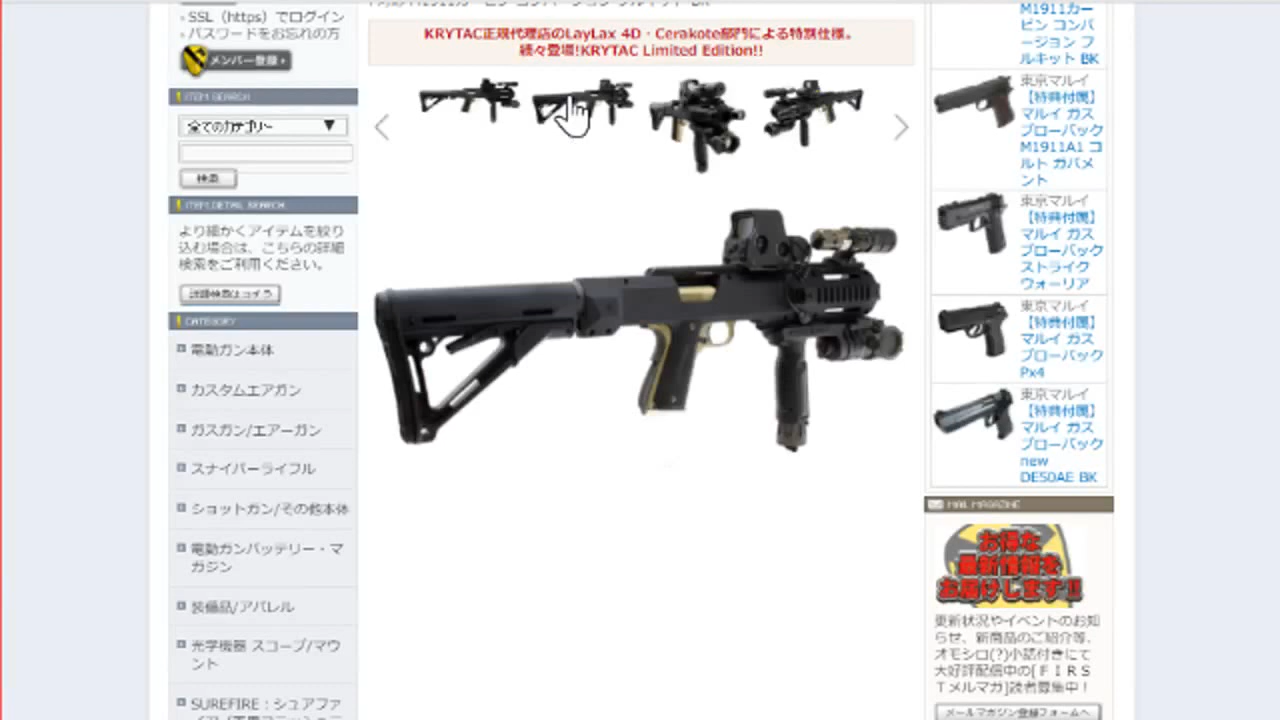 SSL（https）でログイン
パスワードをお忘れの方
メンバー登録
ITEM SEARCH
全てのカテゴリー
検索
ITEM DETAIL SEARCH
より細かくアイテムを絞り
込む場合は、こちらの詳細
検索をご利用ください。
詳細検索はコチラ
CATEGORY
電動ガン本体
カスタムエアガン
ガスガン/エアーガン
スナイパーライフル
ショットガン/その他本体
電動ガンバッテリー・マ
ガジン
装備品/アパレル
光学機器 スコープ/マウ
ント
SUREFIRE：シュアファ
KRYTAC正規代理店のLayLax 4D・Cerakote部門による特別仕様。
続々登場!KRYTAC Limited Edition!!
M1911カー
ビン コンバ
ージョン フ
ルキット BK
東京マルイ
【特典付属】
マルイ ガス
ブローバック
M1911A1 コ
ルト ガバメ
ント
東京マルイ
【特典付属】
マルイ ガス
ブローバック
ストライク
ウォーリア
東京マルイ
【特典付属】
マルイ ガス
ブローバック
Px4
東京マルイ
【特典付属】
マルイ ガス
ブローバック
new
DE50AE BK
MAIL MAGAZINE
お得な
最新情報を
お届けします!!
更新状況やイベントのお知
らせ、新商品のご紹介等、
オモシロ(?)小話付きにて
大好評配信中の[ＦＩＲＳ
Ｔメルマガ]読者募集中！
メールマガジン登録フォームへ